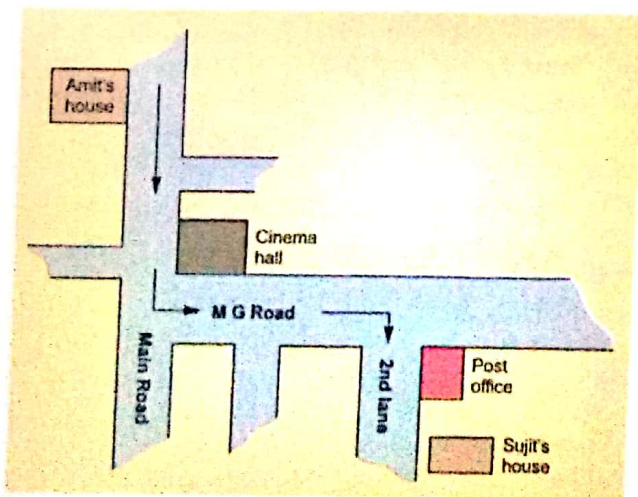 Amit's
house
Cinema
hall
M G Road
Main Road
2nd lane
Post
office
Sujit's
house